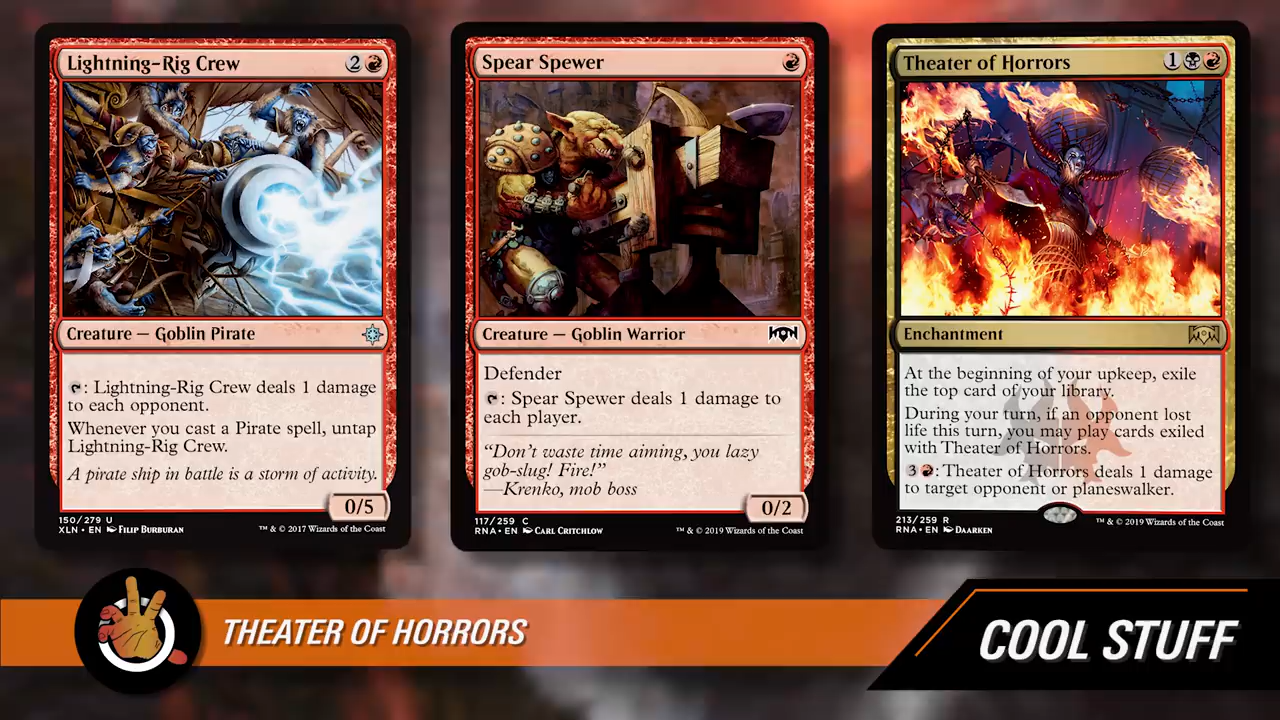 Lightning-Rig Crew 2
Creature — Goblin Pirate
: Lightning-Rig Crew deals 1 damage
to each opponent.
Whenever you cast a Pirate spell, untap
Lightning-Rig Crew.
A pirate ship in battle is a storm of activity.
0/5
150/279 U
XLN • EN Filip Burburan
™ & © 2017 Wizards of the Coast
Spear Spewer
Creature — Goblin Warrior
Defender
: Spear Spewer deals 1 damage to
each player.
“Don’t waste time aiming, you lazy
gob-slug! Fire!”
—Krenko, mob boss
0/2
117/259 C
RNA • EN Carl Critchlow
™ & © 2019 Wizards of the Coast
Theater of Horrors 1
Enchantment
At the beginning of your upkeep, exile
the top card of your library.
During your turn, if an opponent lost
life this turn, you may play cards exiled
with Theater of Horrors.
3 : Theater of Horrors deals 1 damage
to target opponent or planeswalker.
213/259 R
RNA • EN Daarken
™ & © 2019 Wizards of the Coast
THEATER OF HORRORS
COOL STUFF